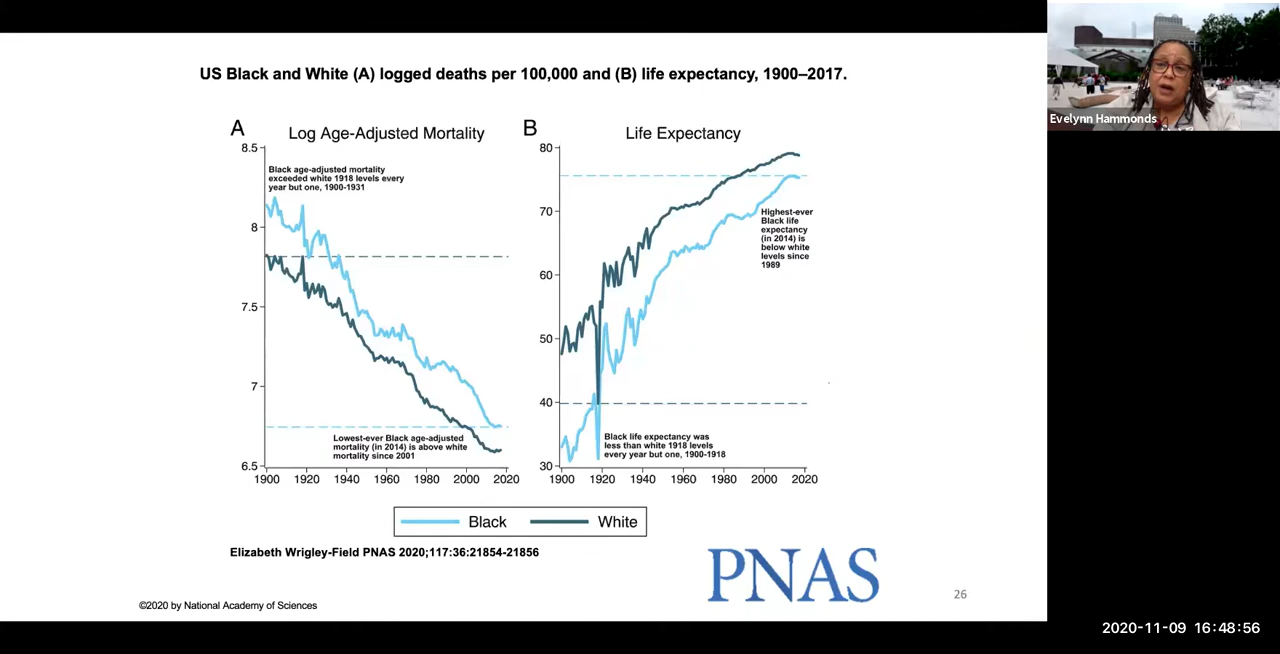 US Black and White (A) logged deaths per 100,000 and (B) life expectancy, 1900–2017.
Evelynn Hammonds
A
Log Age-Adjusted Mortality
8.5
8
7.5
7
6.5
Black age-adjusted mortality
exceeded white 1918 levels every
year but one, 1900-1931
Lowest-ever Black age-adjusted
mortality (in 2014) is above white
mortality since 2001
1900 1920 1940 1960 1980 2000 2020
B
Life Expectancy
80
70
60
50
40
30
Highest-ever
Black life
expectancy
(in 2014) is
below white
levels since
1989
Black life expectancy was
less than white 1918 levels
every year but one, 1900-1918
1900 1920 1940 1960 1980 2000 2020
Black White
Elizabeth Wrigley-Field PNAS 2020;117:36:21854-21856
PNAS
26
©2020 by National Academy of Sciences
2020-11-09 16:48:56